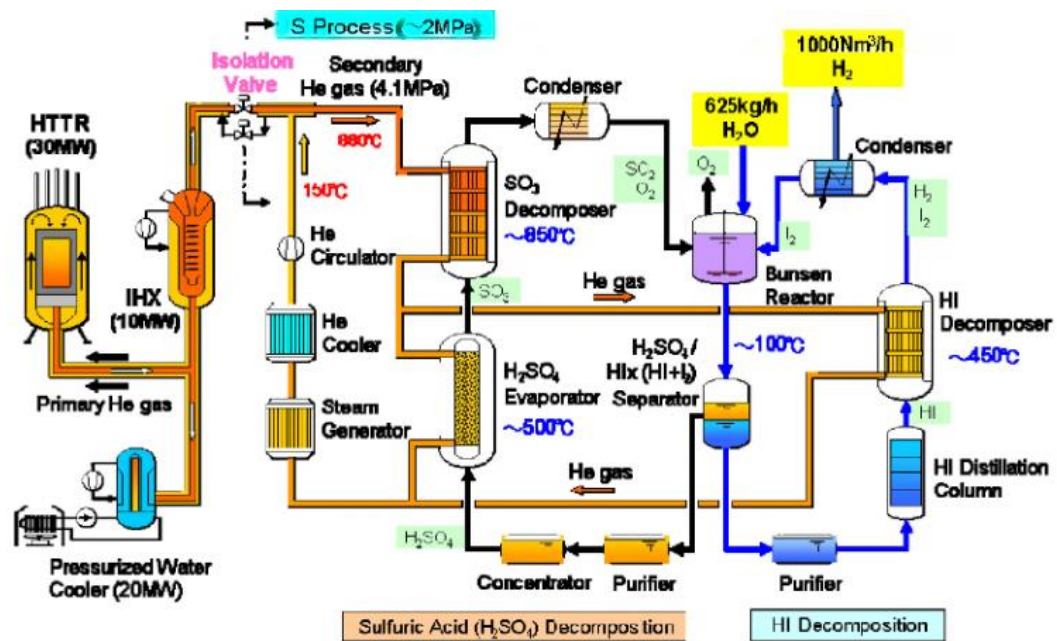 S Process (~2MPa)
Isolation
Valve
Secondary
He gas (4.1MPa)
Condenser
1000Nm³/h
H₂
625kg/h
H₂O
Condenser
HTTR
(30MW)
880℃
150℃
SO₂
O₂
O₂
H₂
I₂
I₂
SO₃
Decomposer
~850℃
He
Circulator
Bunsen
Reactor
IHX
(10MW)
SO₃
He gas
HI
Decomposer
~450℃
He
Cooler
~100℃
H₂SO₄
Evaporator
~500℃
H₂SO₄/
HIx (HI+I₂)
Separator
Primary He gas
Steam
Generator
HI
He gas
HI Distillation
Column
H₂SO₄
Pressurized Water
Cooler (20MW)
Concentrator
Purifier
Purifier
Sulfuric Acid (H₂SO₄) Decompostion
HI Decomposition